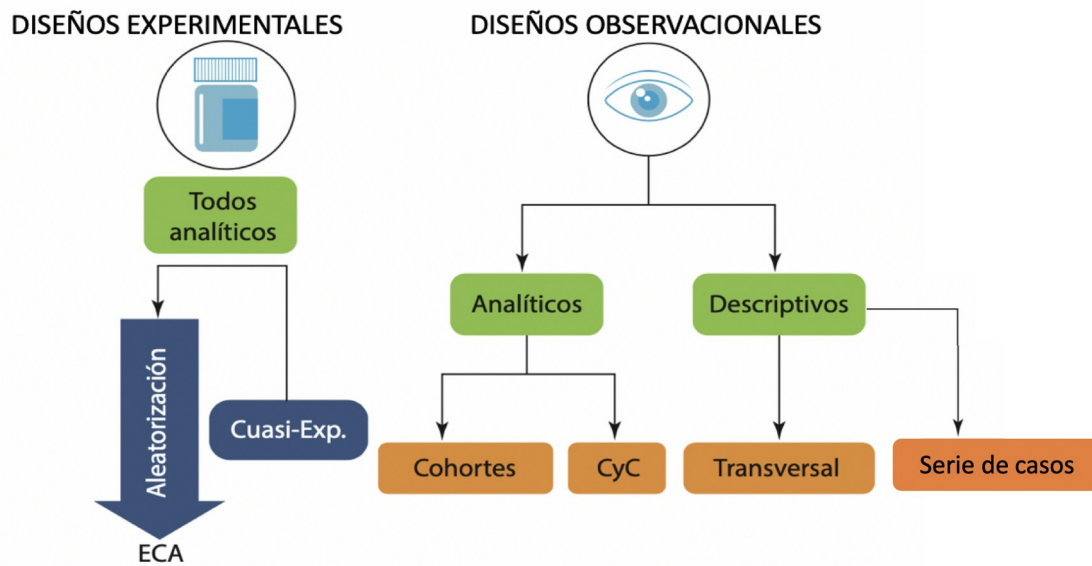 DISEÑOS EXPERIMENTALES
DISEÑOS OBSERVACIONALES
Todos
analíticos
Analíticos
Descriptivos
Aleatorización
Cuasi-Exp.
Cohortes
CyC
Transversal
Serie de casos
ECA